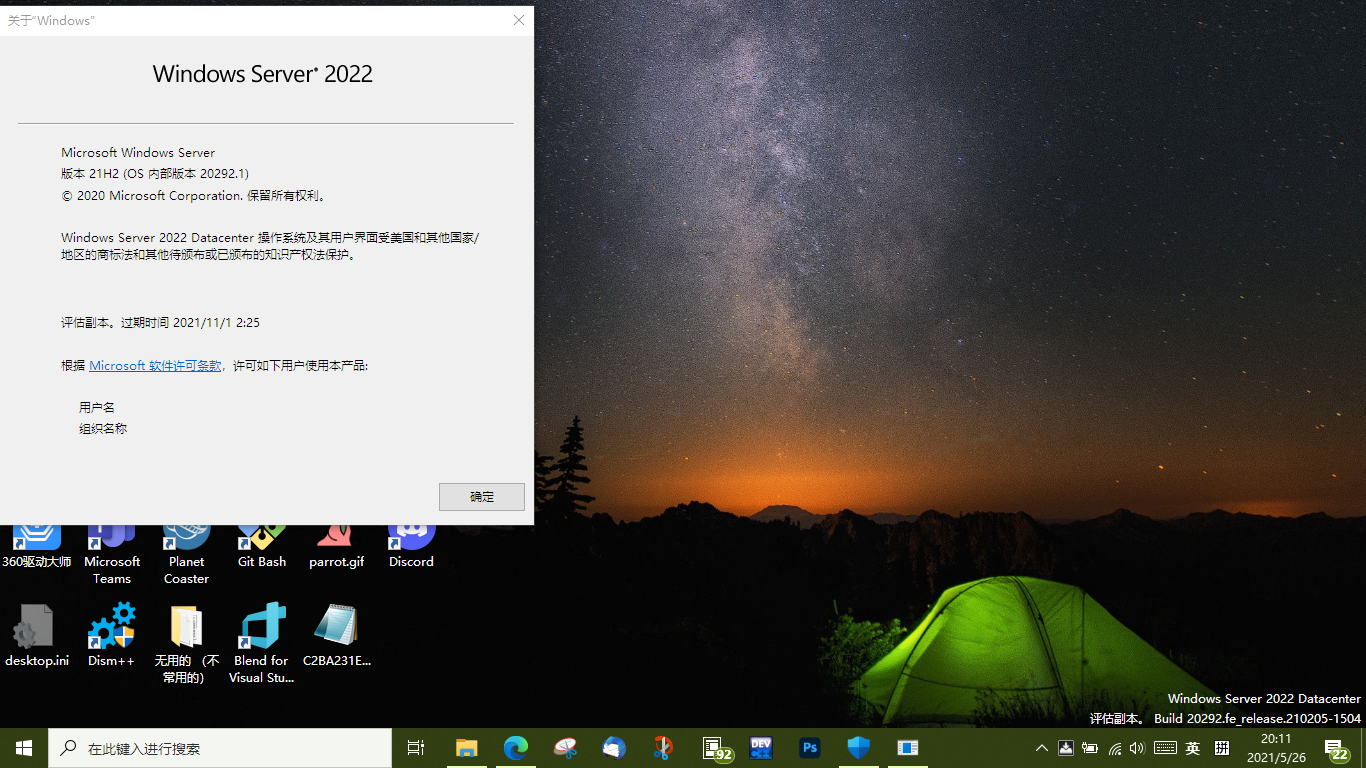 关于“Windows”
Windows Server® 2022
Microsoft Windows Server
版本 21H2 (OS 内部版本 20292.1)
© 2020 Microsoft Corporation. 保留所有权利。
Windows Server 2022 Datacenter 操作系统及其用户界面受美国和其他国家/
地区的商标法和其他待颁布或已颁布的知识产权法保护。
评估副本。过期时间 2021/11/1 2:25
根据 Microsoft 软件许可条款，许可如下用户使用本产品:
用户名
组织名称
确定
360驱动大师
Microsoft
Teams
Planet
Coaster
Git Bash
parrot.gif
Discord
desktop.ini
Dism++
无用的 （不
常用的）
Blend for
Visual Stu...
C2BA231E...
Windows Server 2022 Datacenter
评估副本。 Build 20292.fe_release.210205-1504
在此键入进行搜索
92
DEV
Ps
英
拼
20:11
2021/5/26
22